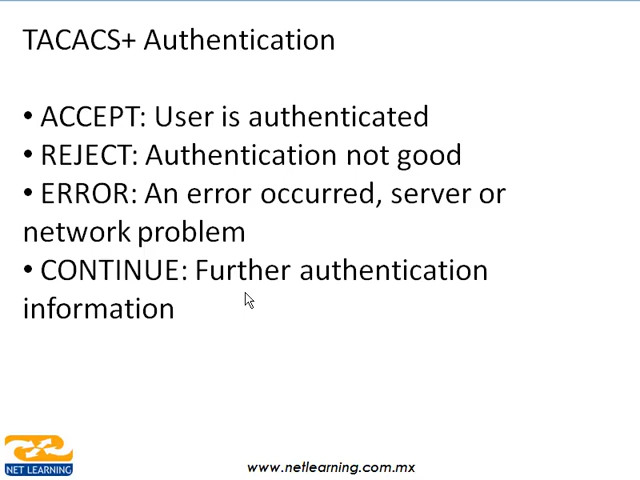 TACACS+ Authentication
• ACCEPT: User is authenticated
• REJECT: Authentication not good
• ERROR: An error occurred, server or
network problem
• CONTINUE: Further authentication
information
NET LEARNING
www.netlearning.com.mx